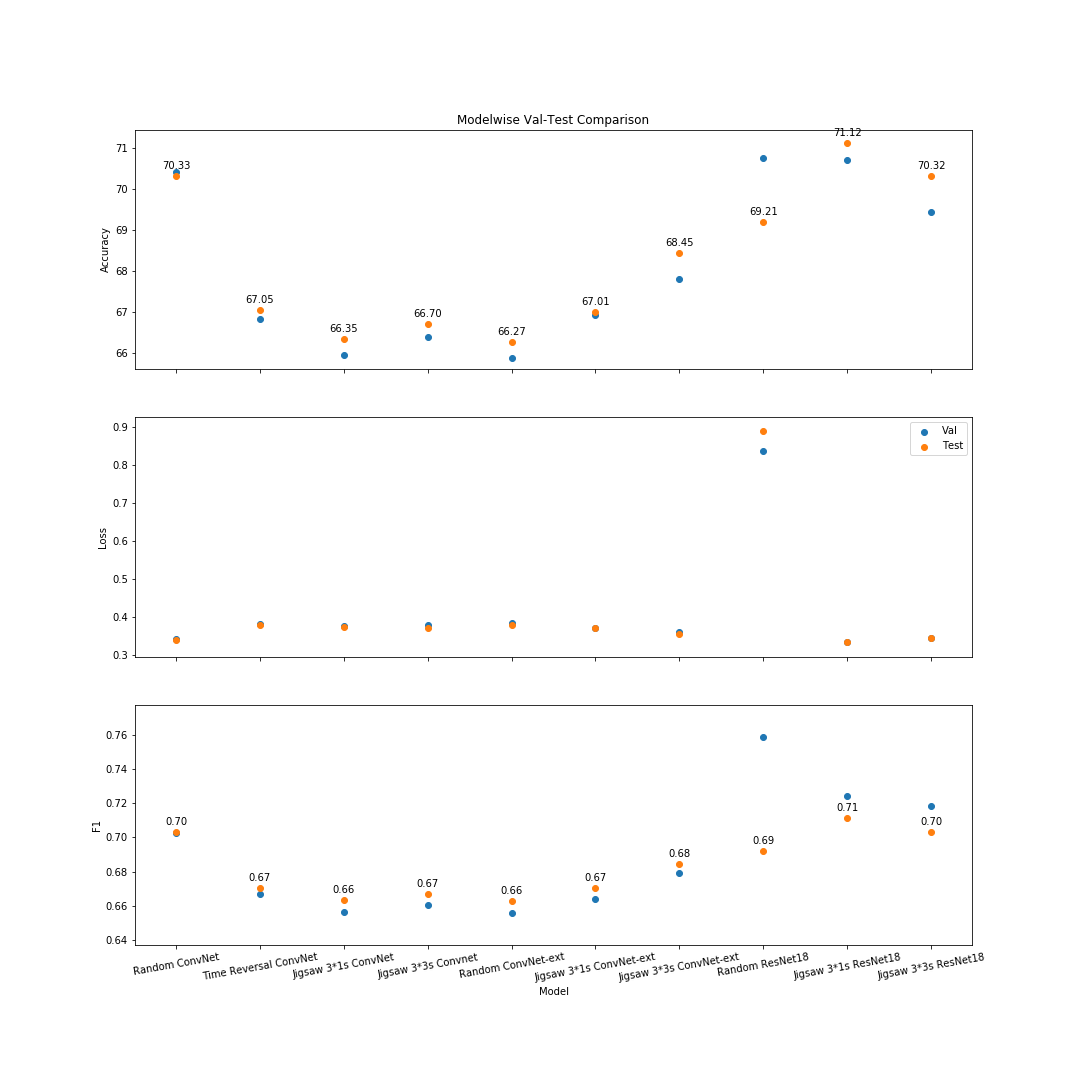 Modelwise Val-Test Comparison
71.12
71
70.33
70.32
70
69.21
69
68.45
Accuracy
68
67.05
67.01
67
66.70
66.35
66.27
66
0.9
Val
Test
0.8
0.7
Loss
0.6
0.5
0.4
0.3
0.76
0.74
0.72
0.71
0.70
0.70
0.70
F1
0.69
0.68
0.68
0.67
0.67
0.67
0.66
0.66
0.66
0.64
Random ConvNet
Time Reversal ConvNet
Jigsaw 3*1s ConvNet
Jigsaw 3*3s Convnet
Random ConvNet-ext
Jigsaw 3*1s ConvNet-ext
Jigsaw 3*3s ConvNet-ext
Random ResNet18
Jigsaw 3*1s ResNet18
Jigsaw 3*3s ResNet18
Model